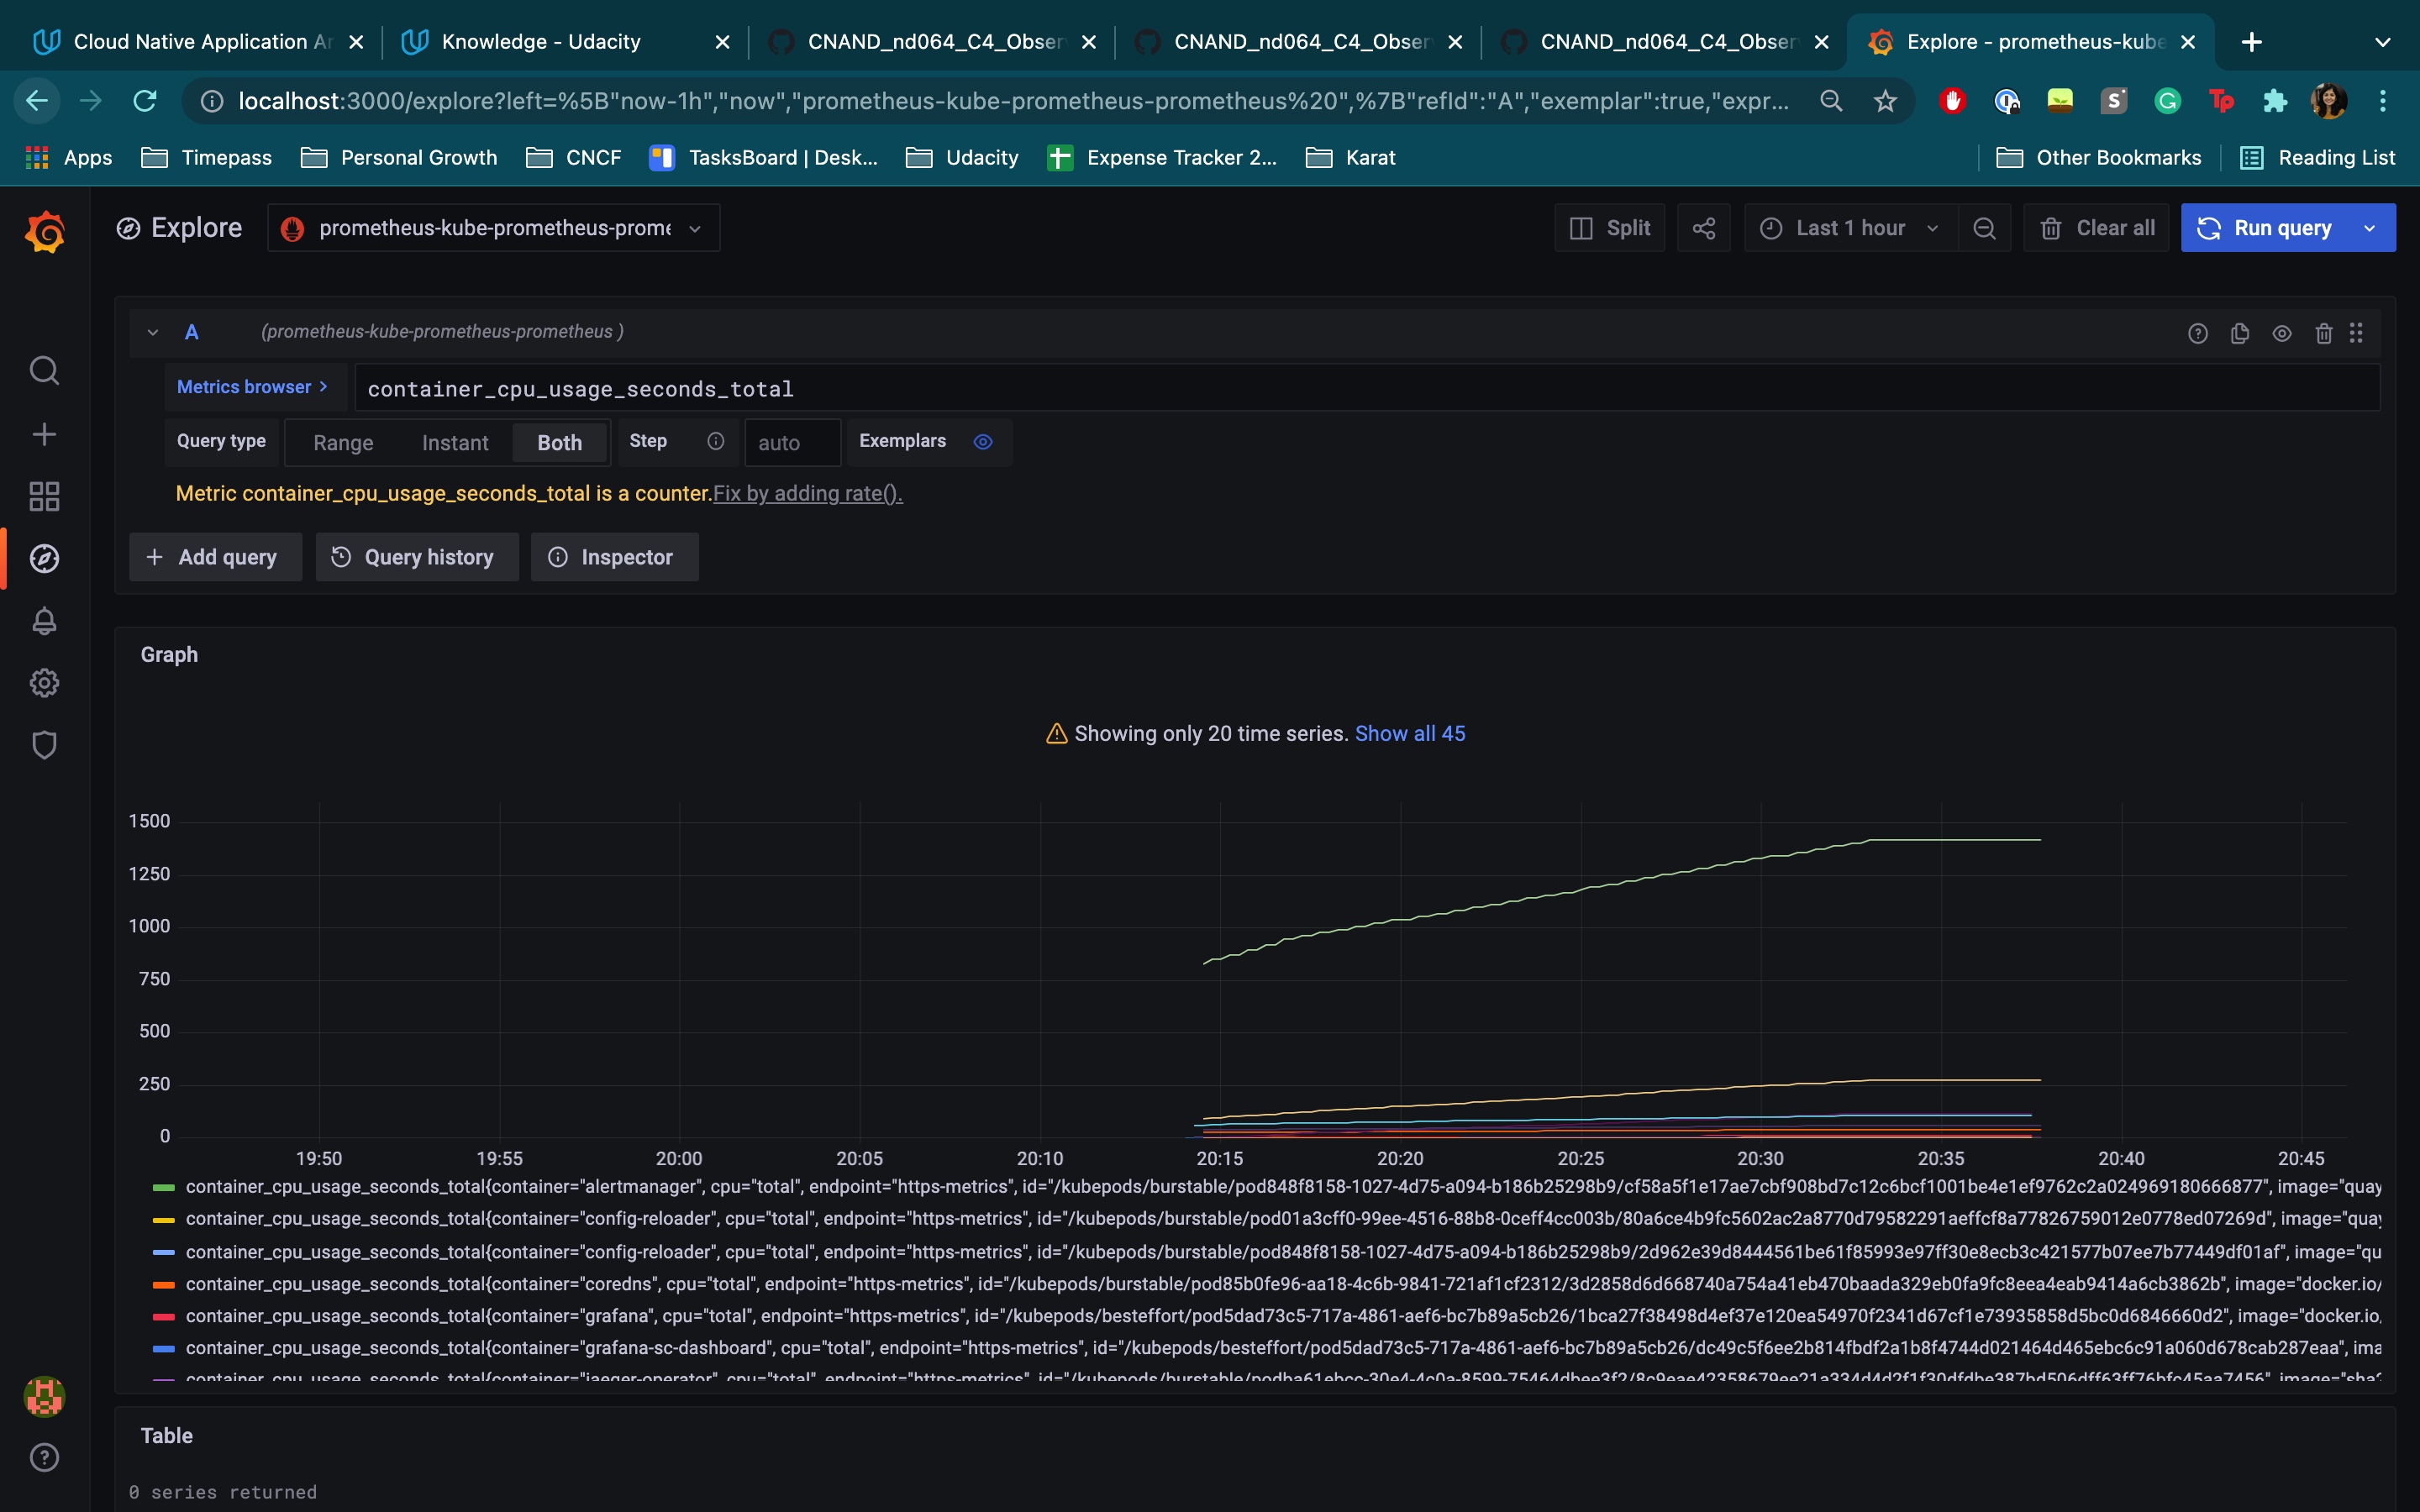 Cloud Native Application Ar
Knowledge - Udacity
CNAND_nd064_C4_Obser
CNAND_nd064_C4_Obser
CNAND_nd064_C4_Obser
Explore - prometheus-kube
localhost:3000/explore?left=%5B"now-1h","now","prometheus-kube-prometheus-prometheus%20",%7B"refId":"A","exemplar":true,"expr...
Apps
Timepass
Personal Growth
CNCF
TasksBoard | Desk...
Udacity
Expense Tracker 2...
Karat
Other Bookmarks
Reading List
Explore
prometheus-kube-prometheus-prome
Split
Last 1 hour
Clear all
Run query
A
(prometheus-kube-prometheus-prometheus )
Metrics browser >
container_cpu_usage_seconds_total
Query type
Range
Instant
Both
Step
auto
Exemplars
Metric container_cpu_usage_seconds_total is a counter.Fix by adding rate().
+ Add query
Query history
Inspector
Graph
Showing only 20 time series. Show all 45
1500
1250
1000
750
500
250
0
19:50 19:55 20:00 20:05 20:10 20:15 20:20 20:25 20:30 20:35 20:40 20:45
container_cpu_usage_seconds_total{container="alertmanager", cpu="total", endpoint="https-metrics", id="/kubepods/burstable/pod848f8158-1027-4d75-a094-b186b25298b9/cf58a5f1e17ae7cbf908bd7c12c6bcf1001be4e1ef9762c2a024969180666877", image="quay
container_cpu_usage_seconds_total{container="config-reloader", cpu="total", endpoint="https-metrics", id="/kubepods/burstable/pod01a3cff0-99ee-4516-88b8-0ceff4cc003b/80a6ce4b9fc5602ac2a8770d79582291aeffcf8a77826759012e0778ed07269d", image="quay
container_cpu_usage_seconds_total{container="config-reloader", cpu="total", endpoint="https-metrics", id="/kubepods/burstable/pod848f8158-1027-4d75-a094-b186b25298b9/2d962e39d8444561be61f85993e97ff30e8ecb3c421577b07ee7b77449df01af", image="qu
container_cpu_usage_seconds_total{container="coredns", cpu="total", endpoint="https-metrics", id="/kubepods/burstable/pod85b0fe96-aa18-4c6b-9841-721af1cf2312/3d2858d6d668740a754a41eb470baada329eb0fa9fc8eea4eab9414a6cb3862b", image="docker.io/
container_cpu_usage_seconds_total{container="grafana", cpu="total", endpoint="https-metrics", id="/kubepods/besteffort/pod5dad73c5-717a-4861-aef6-bc7b89a5cb26/1bca27f38498d4ef37e120ea54970f2341d67cf1e73935858d5bc0d6846660d2", image="docker.io,
container_cpu_usage_seconds_total{container="grafana-sc-dashboard", cpu="total", endpoint="https-metrics", id="/kubepods/besteffort/pod5dad73c5-717a-4861-aef6-bc7b89a5cb26/dc49c5f6ee2b814fbdf2a1b8f4744d021464d465ebc6c91a060d678cab287eaa", ima
container_cpu_usage_seconds_total{container="jaeger-operator", cpu="total", endpoint="https-metrics",
Table
0 series returned